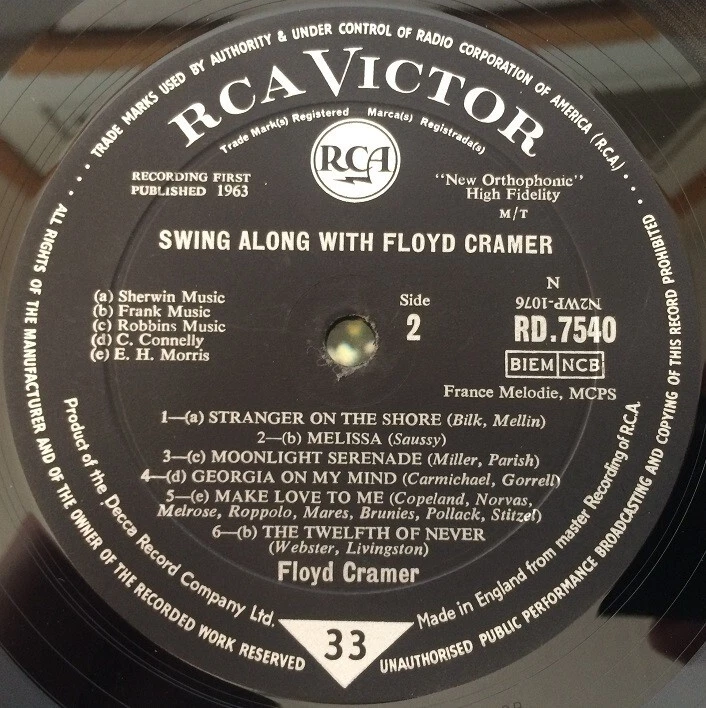 TRADE MARKS USED BY AUTHORITY & UNDER CONTROL OF RADIO CORPORATION OF AMERICA (R.C.A.)
RCA VICTOR
Trade Mark(s) Registered Marca(s) Registrada(s)
RCA
RECORDING FIRST
PUBLISHED 1963
"New Orthophonic"
High Fidelity
M/T
SWING ALONG WITH FLOYD CRAMER
(a) Sherwin Music
(b) Frank Music
(c) Robbins Music
(d) C. Connelly
(e) E. H. Morris
Side
2
N
N2WP-1076
RD.7540
BIEM NCB
France Melodie, MCPS
1—(a) STRANGER ON THE SHORE (Bilk, Mellin)
2—(b) MELISSA (Saussy)
3—(c) MOONLIGHT SERENADE (Miller, Parish)
4—(d) GEORGIA ON MY MIND (Carmichael, Gorrell)
5—(e) MAKE LOVE TO ME (Copeland, Norvas,
Melrose, Roppolo, Mares, Brunies, Pollack, Stitzel)
6—(b) THE TWELFTH OF NEVER
(Webster, Livingston)
Floyd Cramer
Product of the Decca Record Company Ltd.
Made in England from master Recording of R.C.A.
33
ALL RIGHTS OF THE MANUFACTURER AND OF THE OWNER OF THE RECORDED WORK RESERVED
UNAUTHORISED PUBLIC PERFORMANCE BROADCASTING AND COPYING OF THIS RECORD PROHIBITED